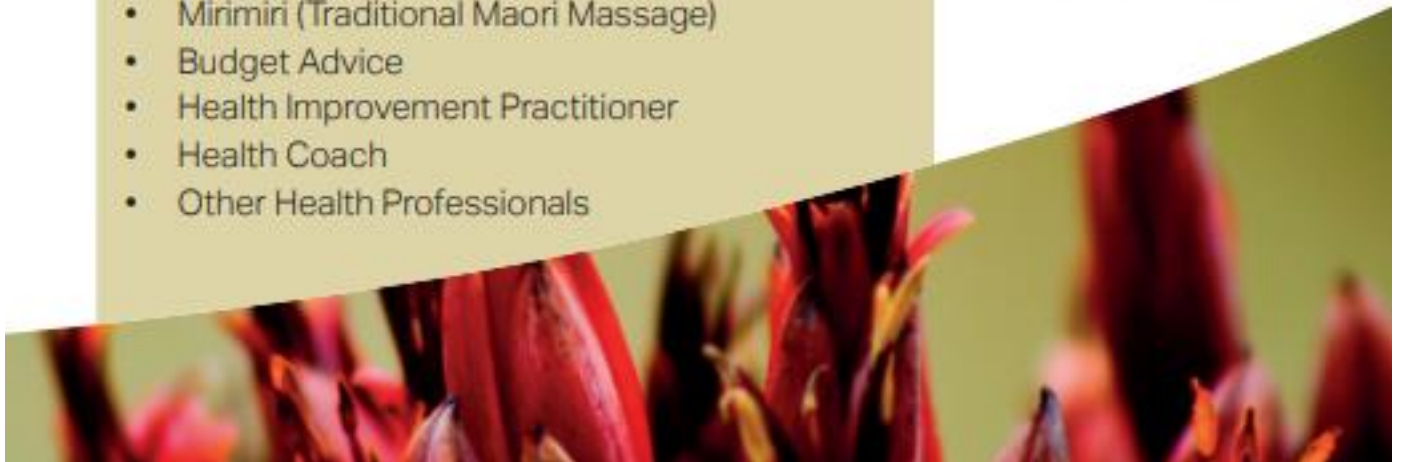 • Mirimiri (Traditional Maori Massage)
• Budget Advice
• Health Improvement Practitioner
• Health Coach
• Other Health Professionals